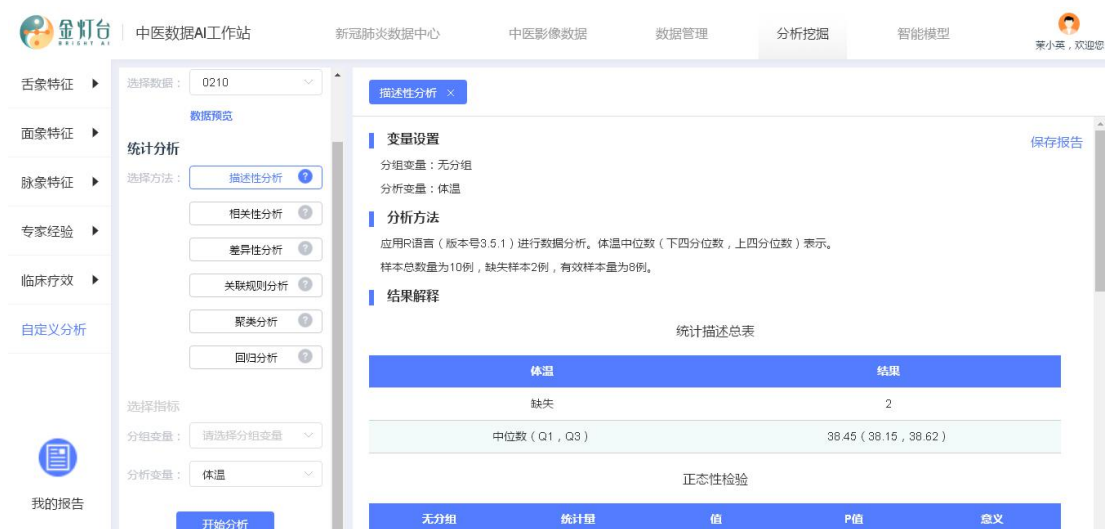 金灯台
BRIGHT AI
中医数据AI工作站
新冠肺炎数据中心
中医影像数据
数据管理
分析挖掘
智能模型
茉小英，欢迎您
舌象特征
面象特征
脉象特征
专家经验
临床疗效
自定义分析
我的报告
选择数据： 0210
数据预览
统计分析
选择方法： 描述性分析 ?
相关性分析 ?
差异性分析 ?
关联规则分析 ?
聚类分析 ?
回归分析 ?
选择指标
分组变量： 请选择分组变量
分析变量： 体温
开始分析
描述性分析 ×
变量设置
保存报告
分组变量：无分组
分析变量：体温
分析方法
应用R语言（版本号3.5.1）进行数据分析。体温中位数（下四分位数，上四分位数）表示。
样本总数量为10例，缺失样本2例，有效样本量为8例。
结果解释
统计描述总表
体温 结果
缺失 2
中位数（Q1，Q3） 38.45（38.15，38.62）
正态性检验
无分组 统计量 值 P值 意义